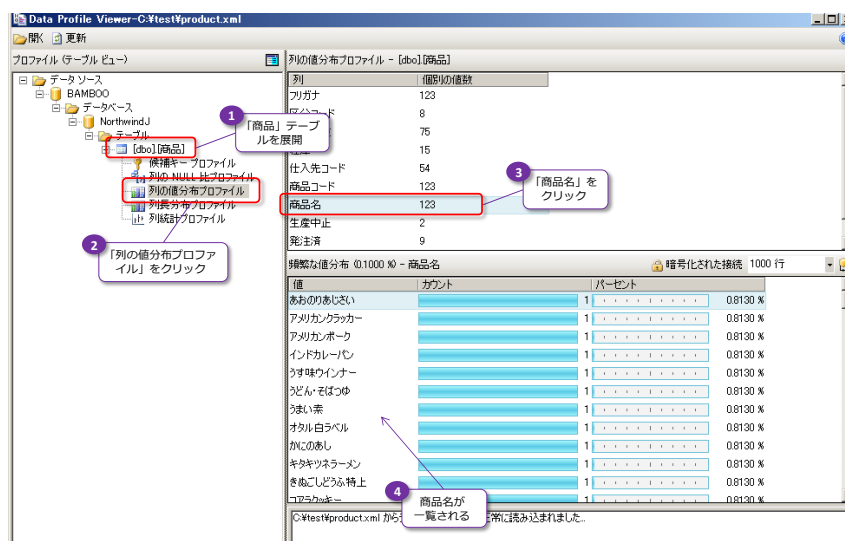 Data Profile Viewer-C:¥test¥product.xml
開く 更新
プロファイル (テーブル ビュー)
データ ソース
BAMBOO
データベース
NorthwindJ
テーブル
[dbo].[商品]
候補キー プロファイル
列の NULL 比プロファイル
列の値分布プロファイル
列長分布プロファイル
列統計プロファイル
1
「商品」テーブ
ルを展開
2
「列の値分布プロファ
イル」をクリック
列の値分布プロファイル - [dbo].[商品]
列 個別の値数
フリガナ 123
区分コード 8
75
15
仕入先コード 54
商品コード 123
商品名 123
生産中止 2
発注済 9
3
「商品名」を
クリック
頻繁な値分布 (0.1000 %) - 商品名 暗号化された接続 1000 行
値 カウント パーセント
あおのりあじさい 1 0.8130 %
アメリカンクラッカー 1 0.8130 %
アメリカンポーク 1 0.8130 %
インドカレーパン 1 0.8130 %
うす味ウインナー 1 0.8130 %
うどん・そばつゆ 1 0.8130 %
うまい素 1 0.8130 %
オタル白ラベル 1 0.8130 %
かにのあし 1 0.8130 %
キタキツネラーメン 1 0.8130 %
きぬごしどうふ特上 1 0.8130 %
コアラクッキー 1 0.8130 %
4
商品名が
一覧される
C:¥test¥product.xml から 常に読み込まれました..